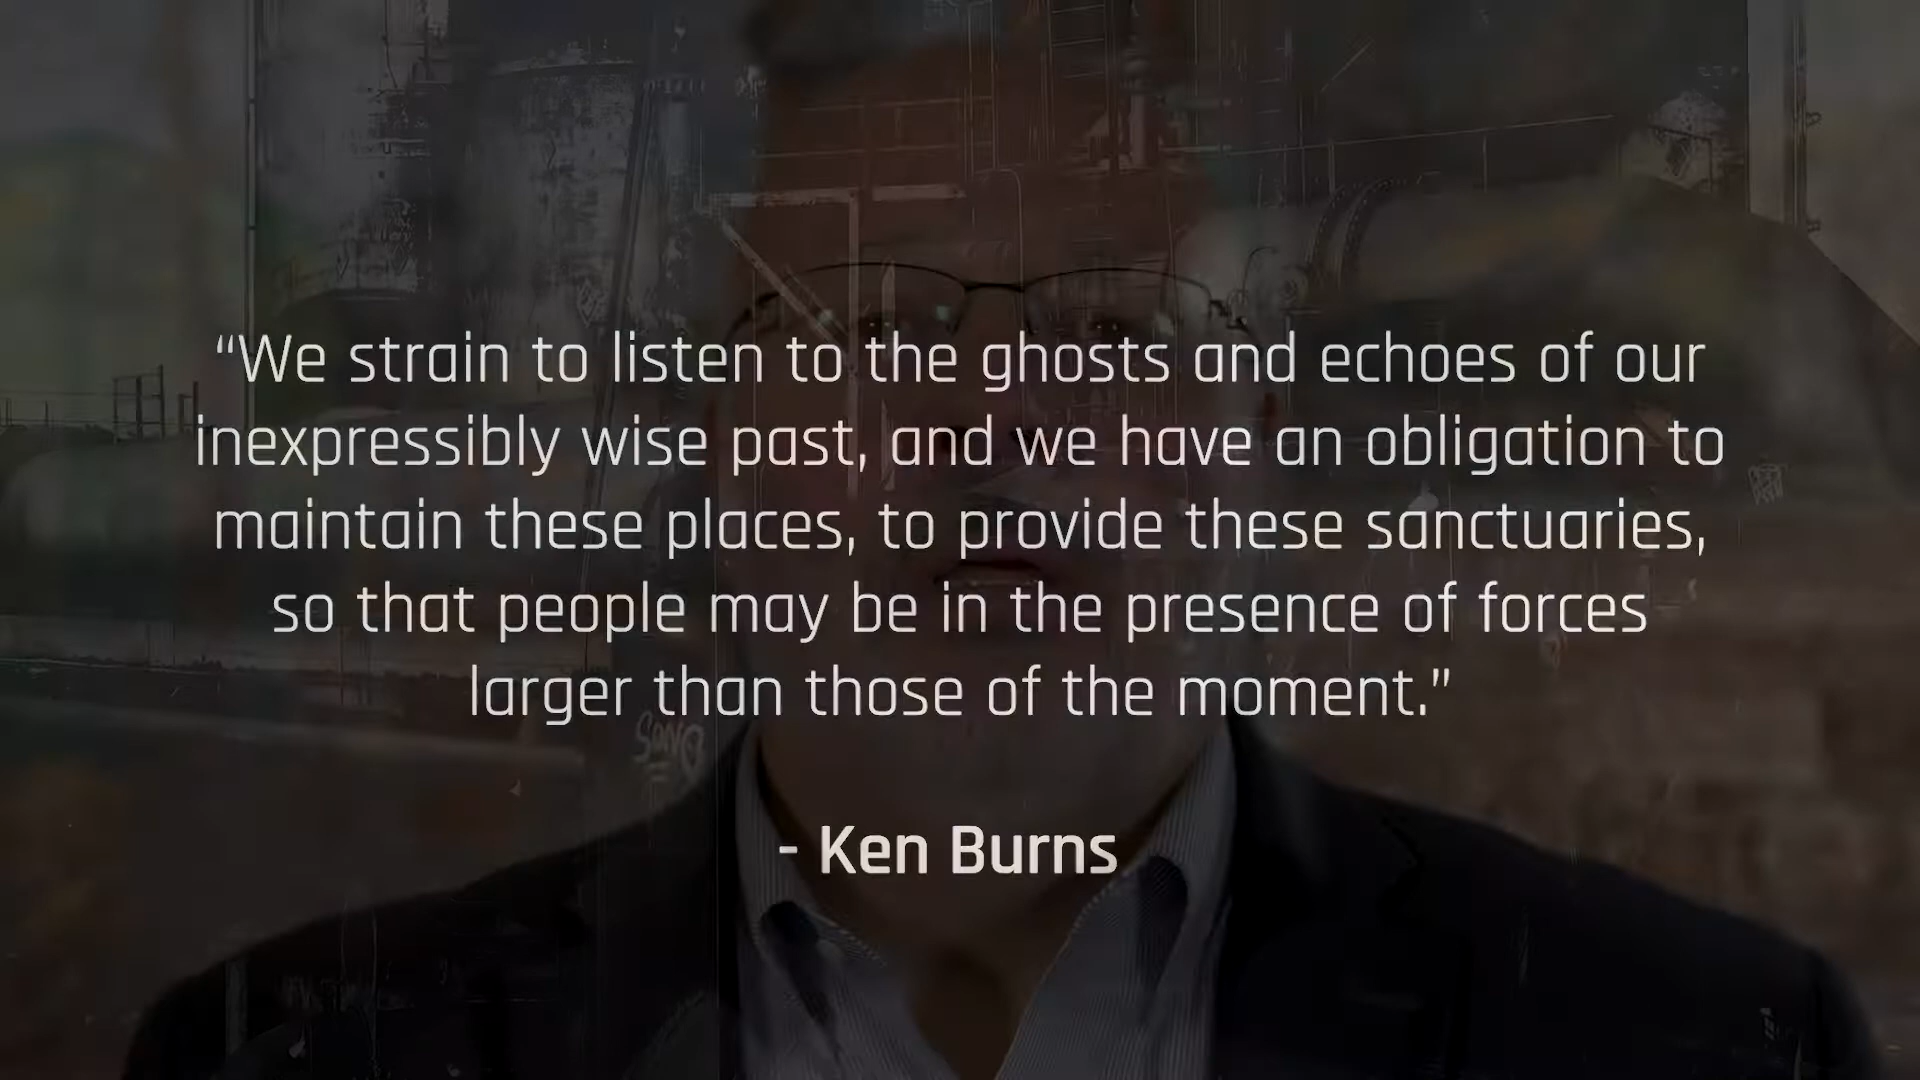 “We strain to listen to the ghosts and echoes of our
inexpressibly wise past, and we have an obligation to
maintain these places, to provide these sanctuaries,
so that people may be in the presence of forces
larger than those of the moment.”
- Ken Burns